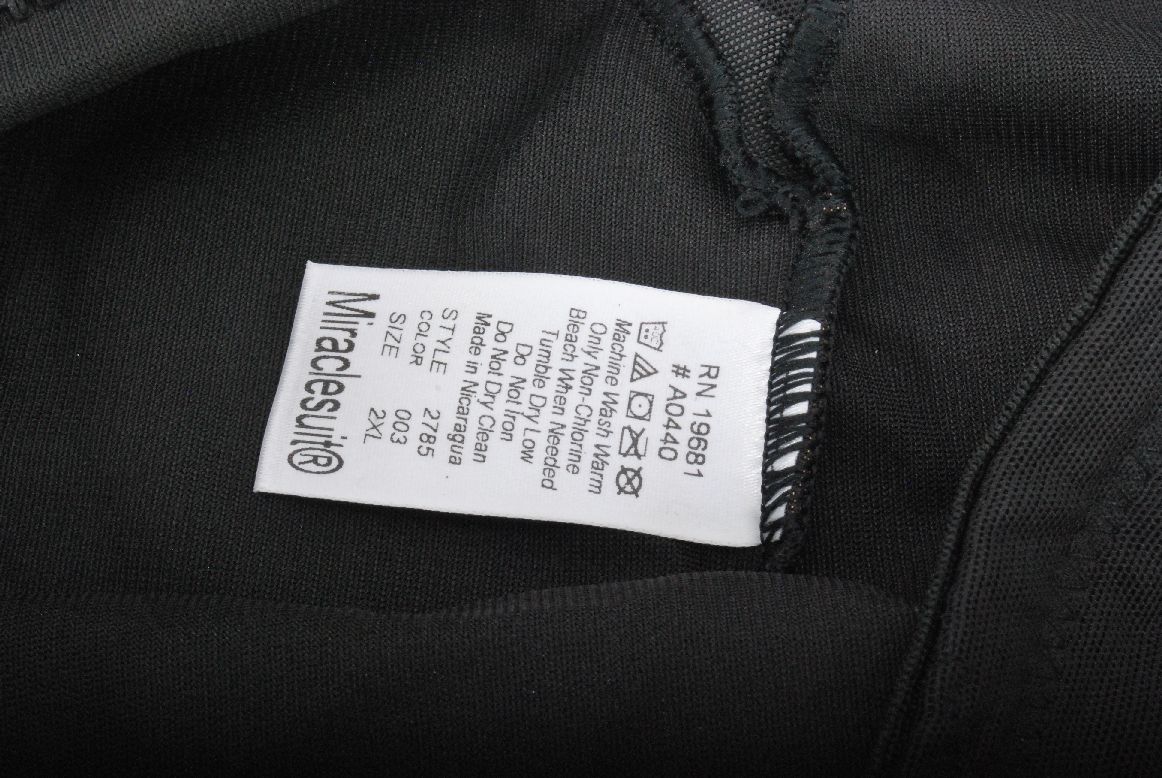 RN 19681
# A0440
Machine Wash Warm
Only Non-Chlorine
Bleach When Needed
Tumble Dry Low
Do Not Iron
Do Not Dry Clean
Made in Nicaragua
STYLE 2785
COLOR 003
SIZE 2XL
Miraclesuit®